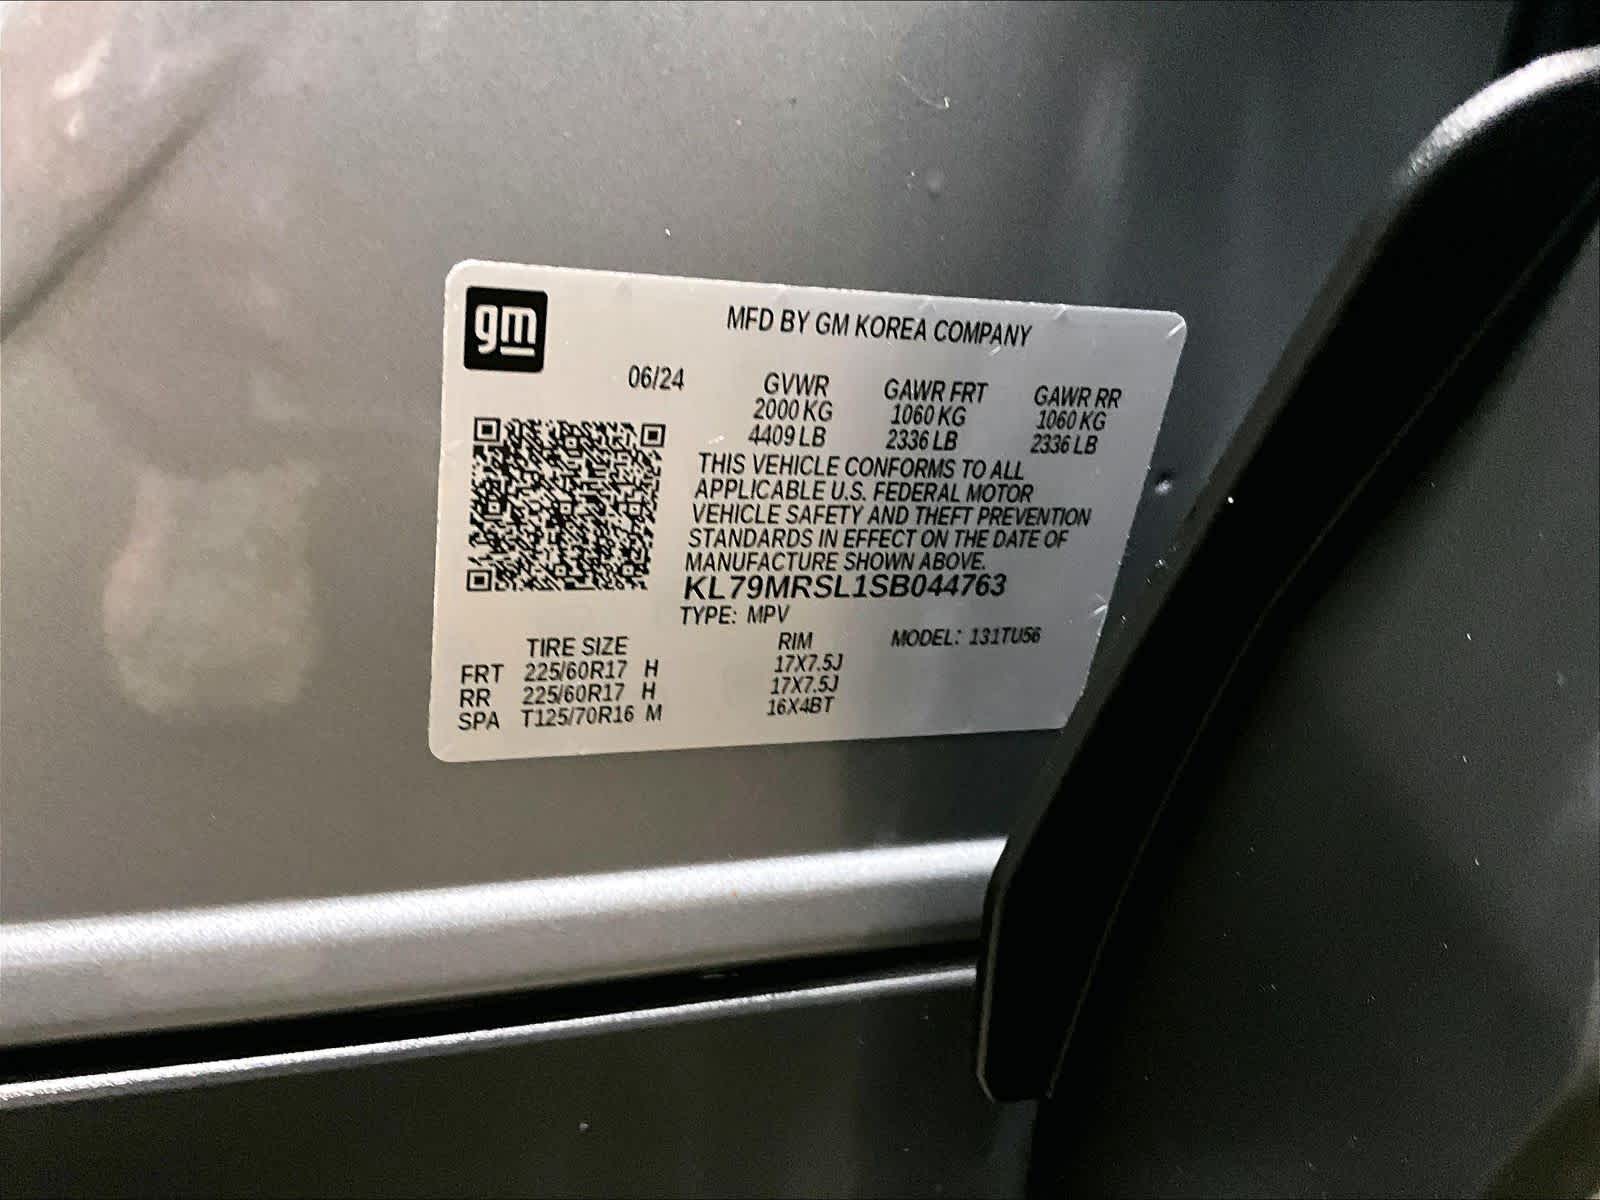 gm
MFD BY GM KOREA COMPANY
06/24
GVWR GAWR FRT GAWR RR
2000 KG 1060 KG 1060 KG
4409 LB 2336 LB 2336 LB
THIS VEHICLE CONFORMS TO ALL
APPLICABLE U.S. FEDERAL MOTOR
VEHICLE SAFETY AND THEFT PREVENTION
STANDARDS IN EFFECT ON THE DATE OF
MANUFACTURE SHOWN ABOVE.
KL79MRSL1SB044763
TYPE: MPV
TIRE SIZE RIM MODEL: 131TU56
FRT 225/60R17 H 17X7.5J
RR 225/60R17 H 17X7.5J
SPA T125/70R16 M 16X4BT